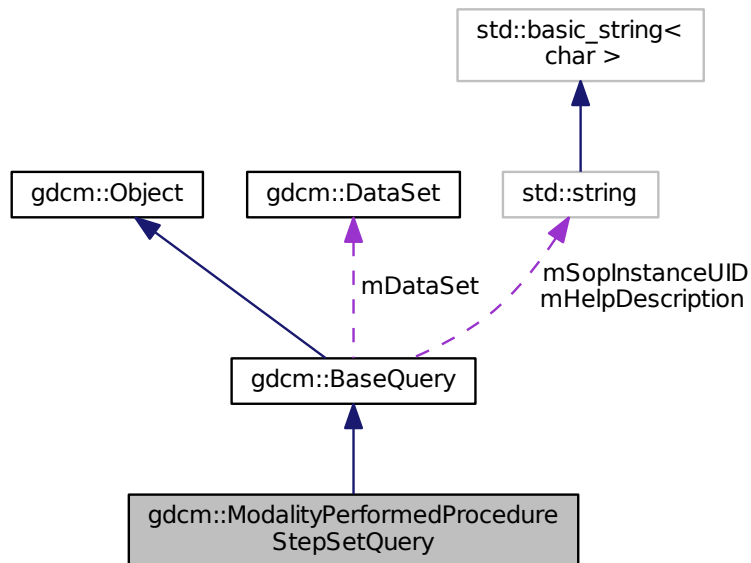 std::basic_string<
char >
gdcm::Object
gdcm::DataSet
std::string
mDataSet
mSopInstanceUID
mHelpDescription
gdcm::BaseQuery
gdcm::ModalityPerformedProcedure
StepSetQuery